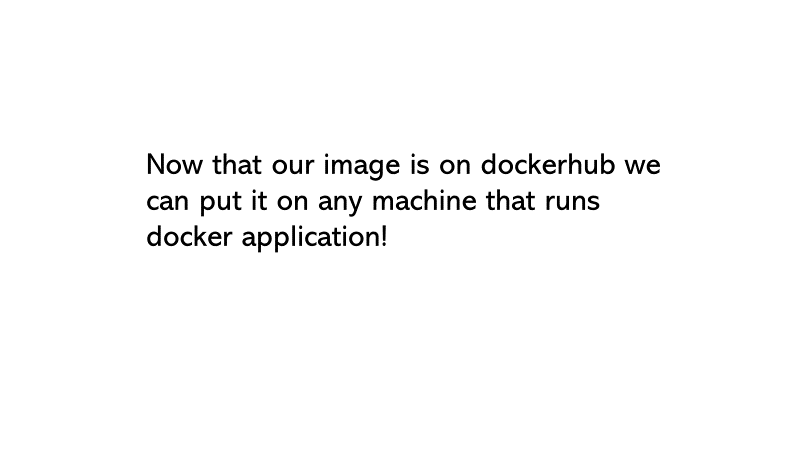 Now that our image is on dockerhub we
can put it on any machine that runs
docker application!